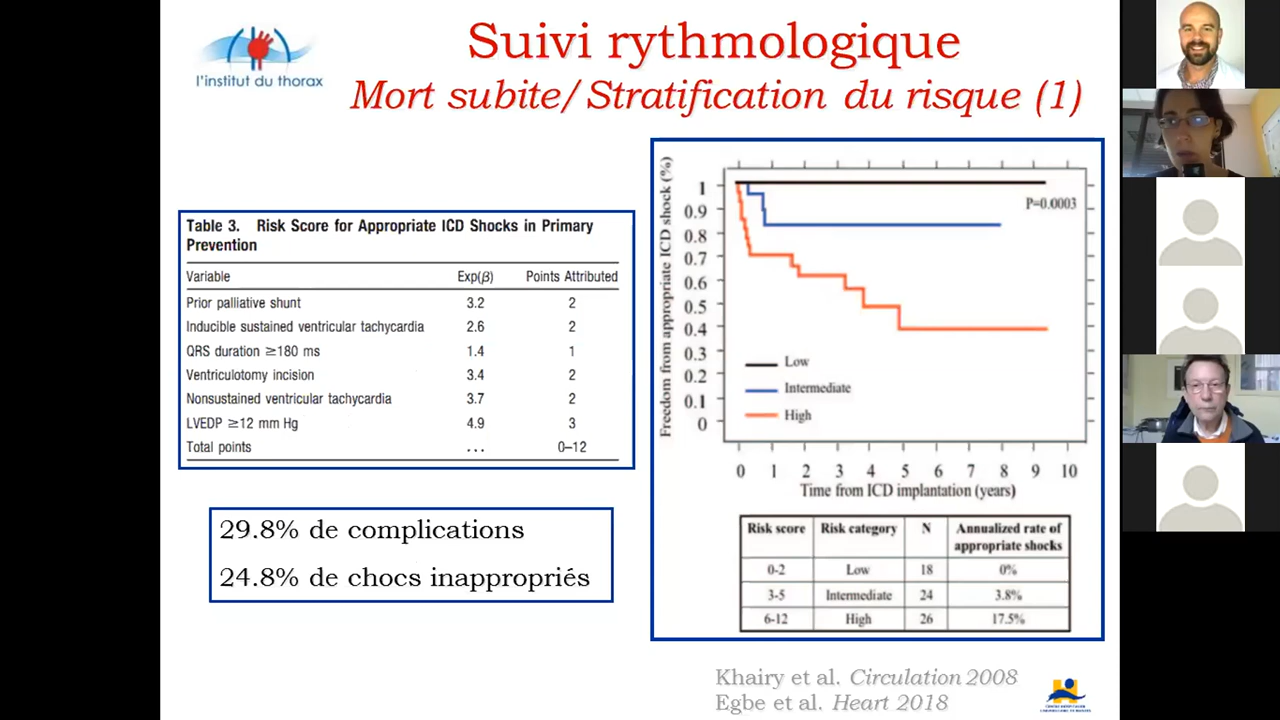 l'institut du thorax
Suivi rythmologique
Mort subite/Stratification du risque (1)
Table 3. Risk Score for Appropriate ICD Shocks in Primary
Prevention
Variable Exp(β) Points Attributed
Prior palliative shunt 3.2 2
Inducible sustained ventricular tachycardia 2.6 2
QRS duration ≥180 ms 1.4 1
Ventriculotomy incision 3.4 2
Nonsustained ventricular tachycardia 3.7 2
LVEDP ≥12 mm Hg 4.9 3
Total points ... 0–12
29.8% de complications
24.8% de chocs inappropriés
Freedom from appropriate ICD shock (%)
1
0.9
0.8
0.7
0.6
0.5
0.4
0.3
0.2
0.1
0
P=0.0003
Low
Intermediate
High
0 1 2 3 4 5 6 7 8 9 10
Time from ICD implantation (years)
Risk score Risk category N Annualized rate of
appropriate shocks
0-2 Low 18 0%
3-5 Intermediate 24 3.8%
6-12 High 26 17.5%
Khairy et al. Circulation 2008
Egbe et al. Heart 2018